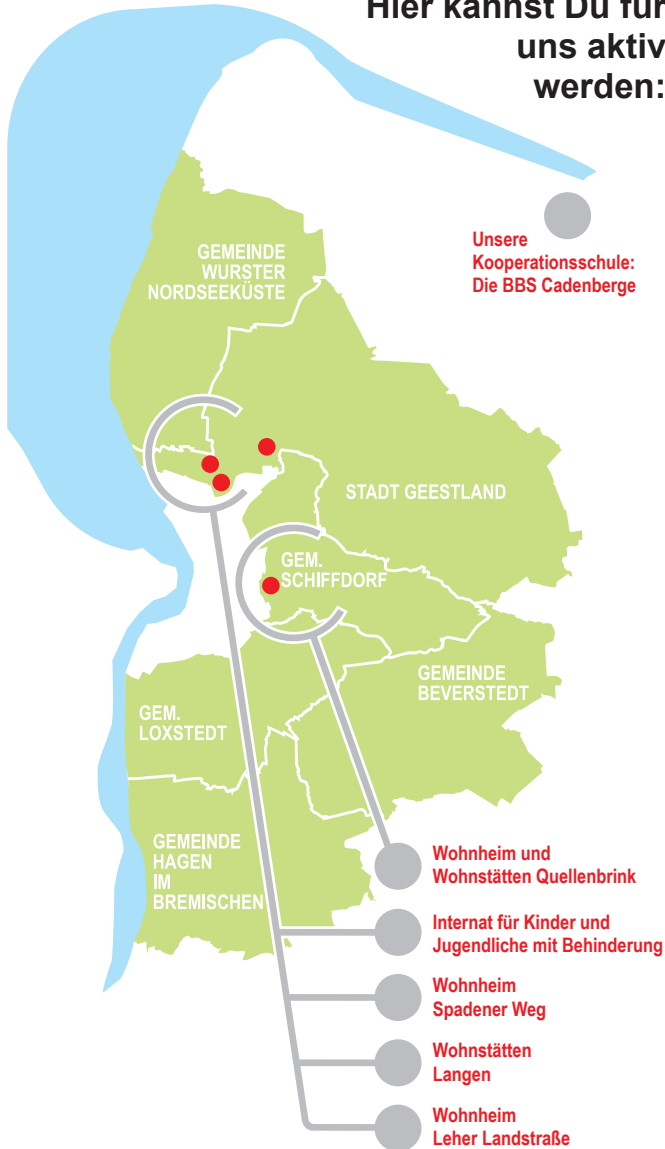 Hier kannst Du für
uns aktiv
werden:
Unsere
Kooperationsschule:
Die BBS Cadenberge
GEMEINDE
WURSTER
NORDSEEKÜSTE
STADT GEESTLAND
GEM.
SCHIFFDORF
GEMEINDE
BEVERSTEDT
GEM.
LOXSTEDT
GEMEINDE
HAGEN
IM
BREMISCHEN
Wohnheim und
Wohnstätten Quellenbrink
Internat für Kinder und
Jugendliche mit Behinderung
Wohnheim
Spadener Weg
Wohnstätten
Langen
Wohnheim
Leher Landstraße